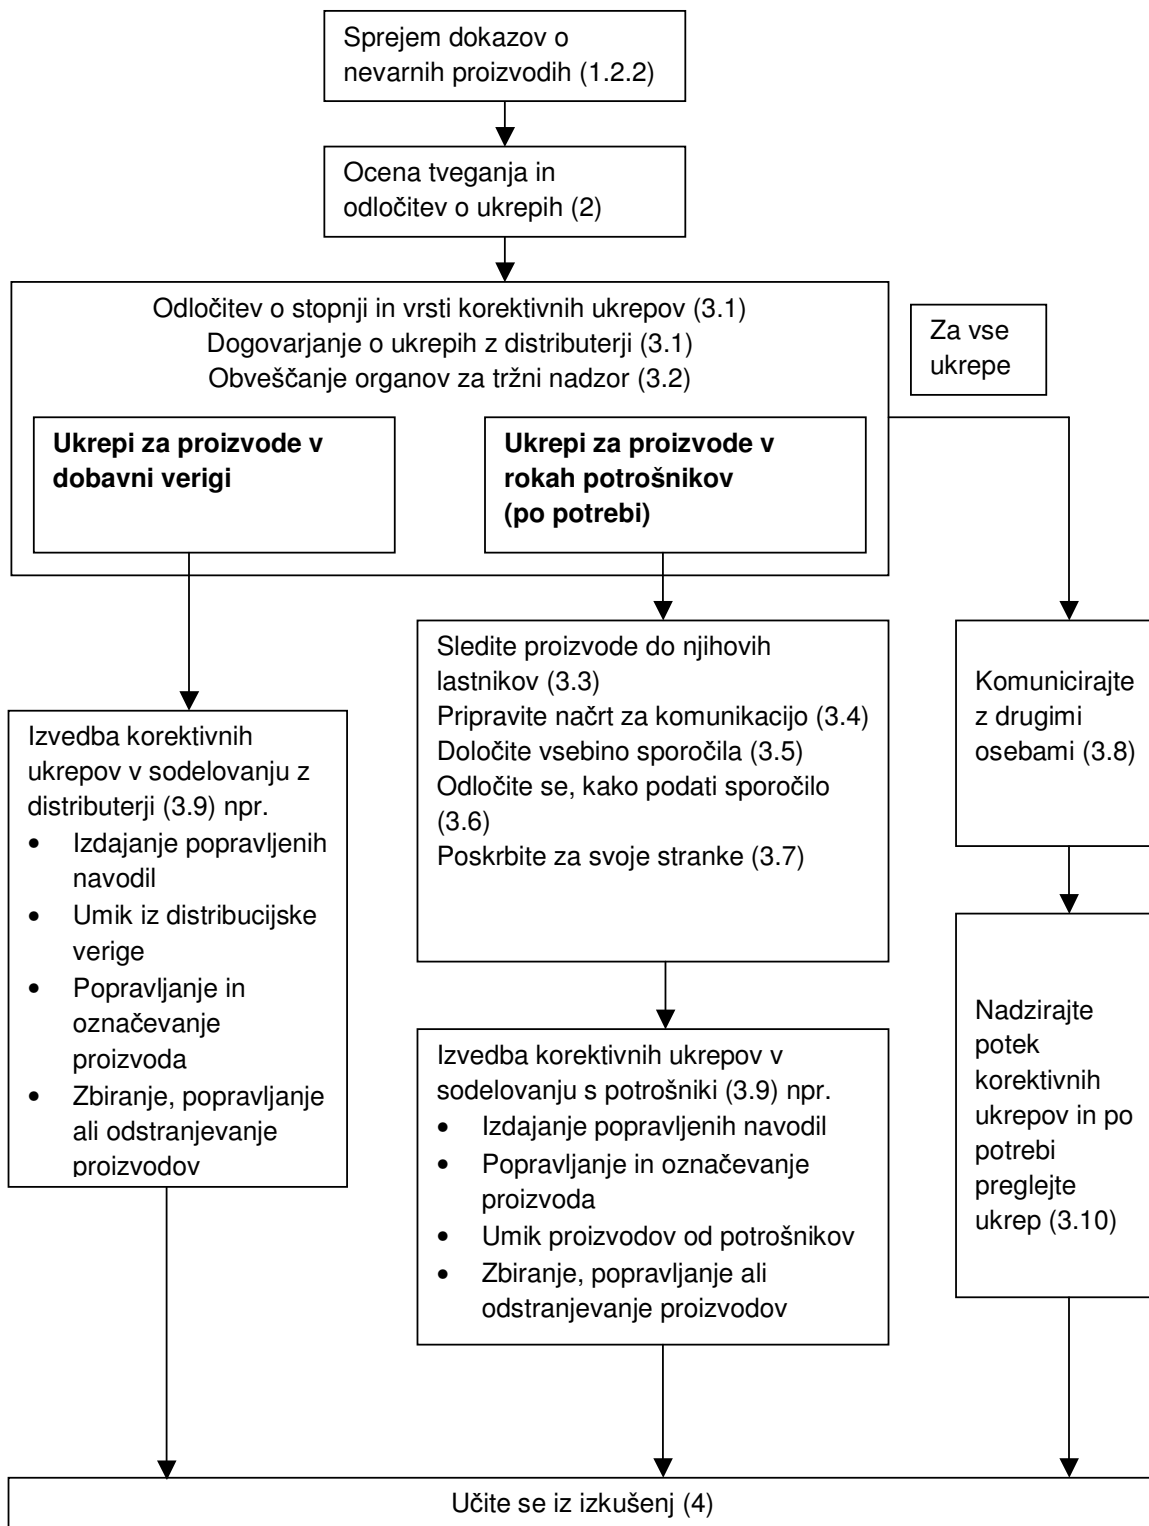 Sprejem dokazov o
nevarnih proizvodih (1.2.2)
Ocena tveganja in
odločitev o ukrepih (2)
Odločitev o stopnji in vrsti korektivnih ukrepov (3.1)
Dogovarjanje o ukrepih z distributerji (3.1)
Obveščanje organov za tržni nadzor (3.2)
Za vse
ukrepe
Ukrepi za proizvode v
dobavni verigi
Ukrepi za proizvode v
rokah potrošnikov
(po potrebi)
Izvedba korektivnih
ukrepov v sodelovanju z
distributerji (3.9) npr.
• Izdajanje popravljenih
navodil
• Umik iz distribucijske
verige
• Popravljanje in
označevanje
proizvoda
• Zbiranje, popravljanje
ali odstranjevanje
proizvodov
Sledite proizvode do njihovih
lastnikov (3.3)
Pripravite načrt za komunikacijo (3.4)
Določite vsebino sporočila (3.5)
Odločite se, kako podati sporočilo
(3.6)
Poskrbite za svoje stranke (3.7)
Izvedba korektivnih ukrepov v
sodelovanju s potrošniki (3.9) npr.
• Izdajanje popravljenih navodil
• Popravljanje in označevanje
proizvoda
• Umik proizvodov od potrošnikov
• Zbiranje, popravljanje ali
odstranjevanje proizvodov
Komunicirajte
z drugimi
osebami (3.8)
Nadzirajte
potek
korektivnih
ukrepov in po
potrebi
preglejte
ukrep (3.10)
Učite se iz izkušenj (4)